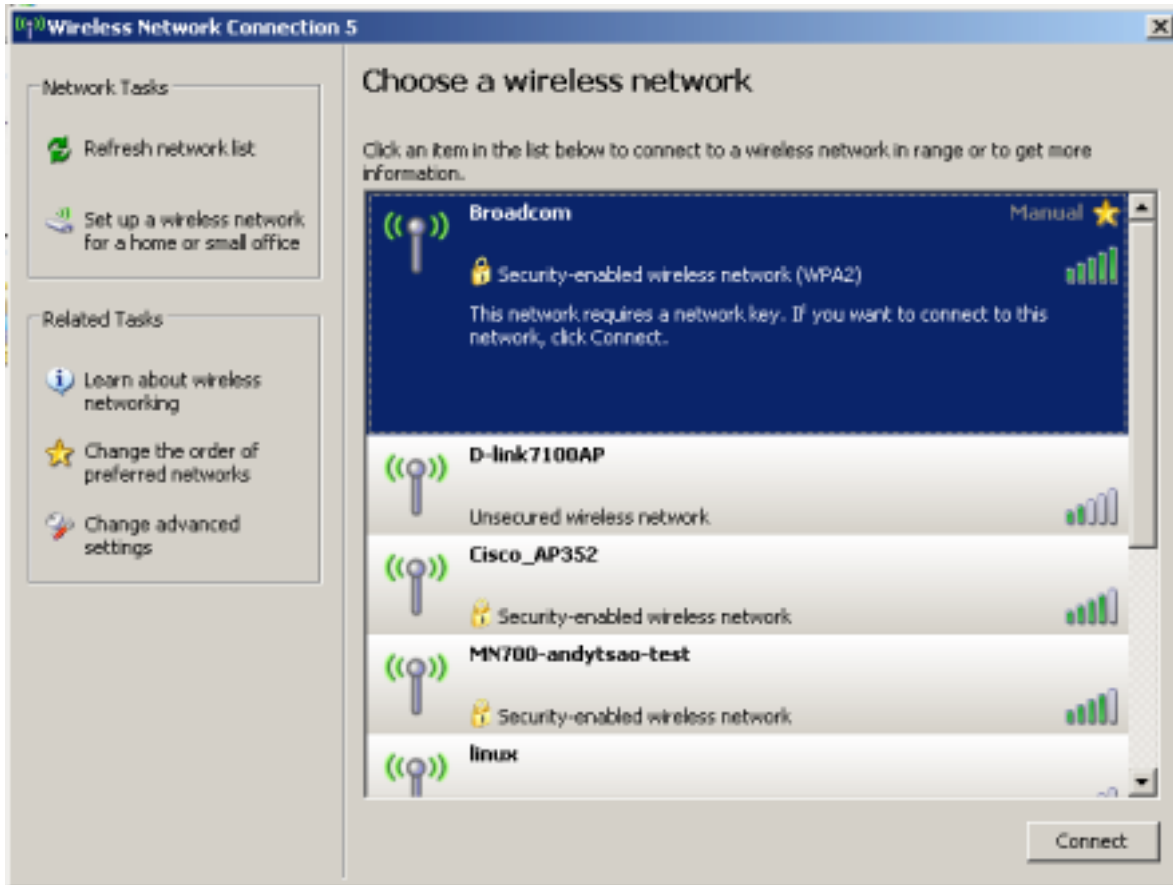 Wireless Network Connection 5
Network Tasks
Refresh network list
Set up a wireless network
for a home or small office
Related Tasks
Learn about wireless
networking
Change the order of
preferred networks
Change advanced
settings
Choose a wireless network
Click an item in the list below to connect to a wireless network in range or to get more
information.
Broadcom
Manual
Security-enabled wireless network (WPA2)
This network requires a network key. If you want to connect to this
network, click Connect.
D-link7100AP
Unsecured wireless network
Cisco_AP352
Security-enabled wireless network
MN700-andytsao-test
Security-enabled wireless network
linux
Connect